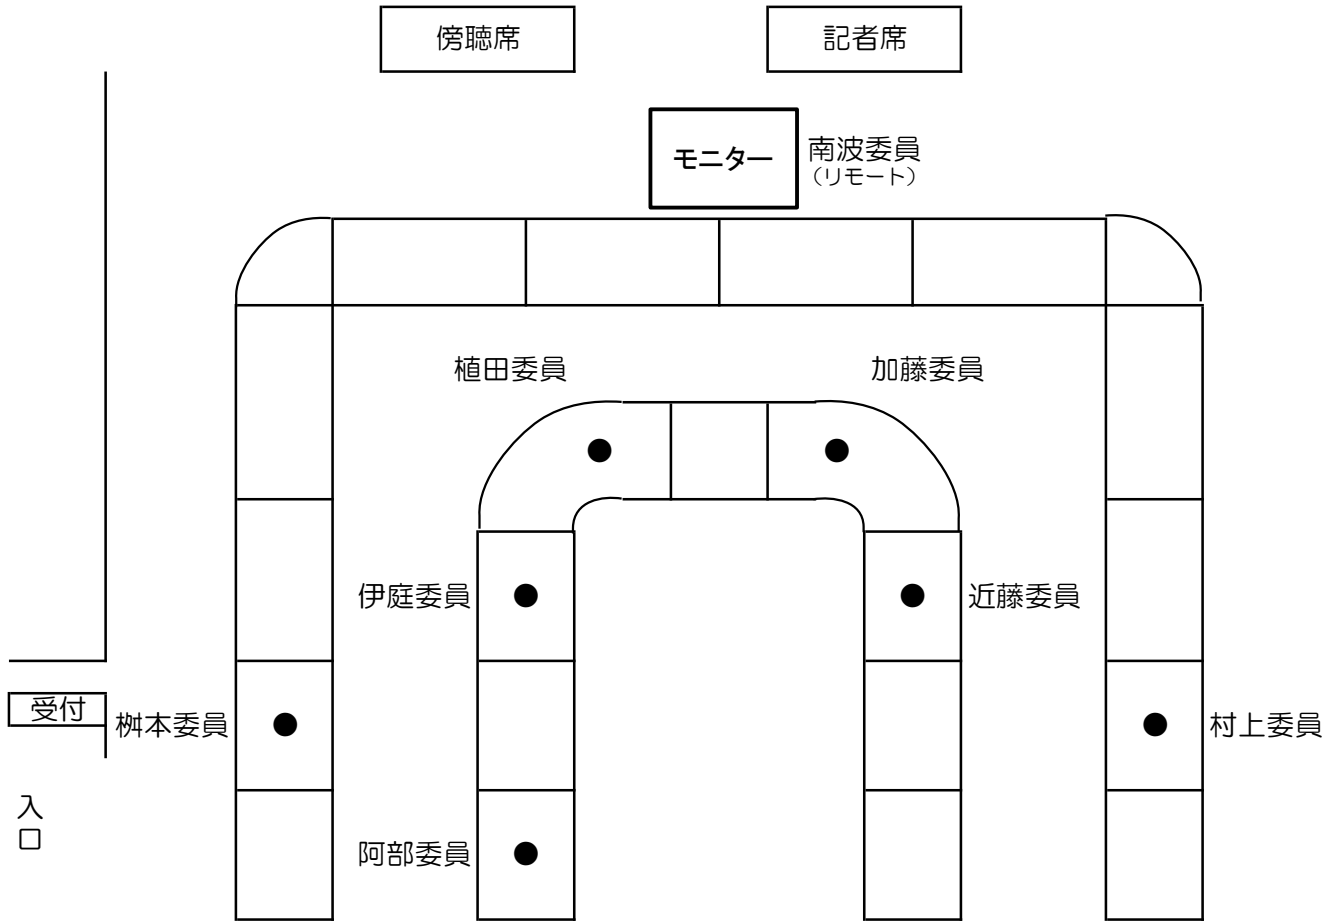 傍聴席
記者席
モニター
南波委員
（リモート）
植田委員
加藤委員
伊庭委員
近藤委員
受付
桝本委員
村上委員
入口
阿部委員